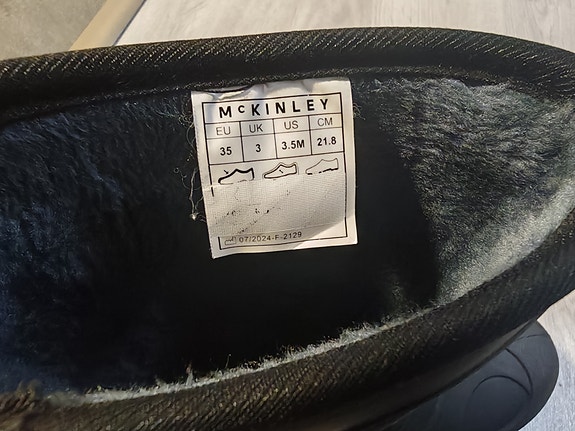 McKINLEY
EU UK US CM
35 3 3.5M 21.8
07/2024-F-2129